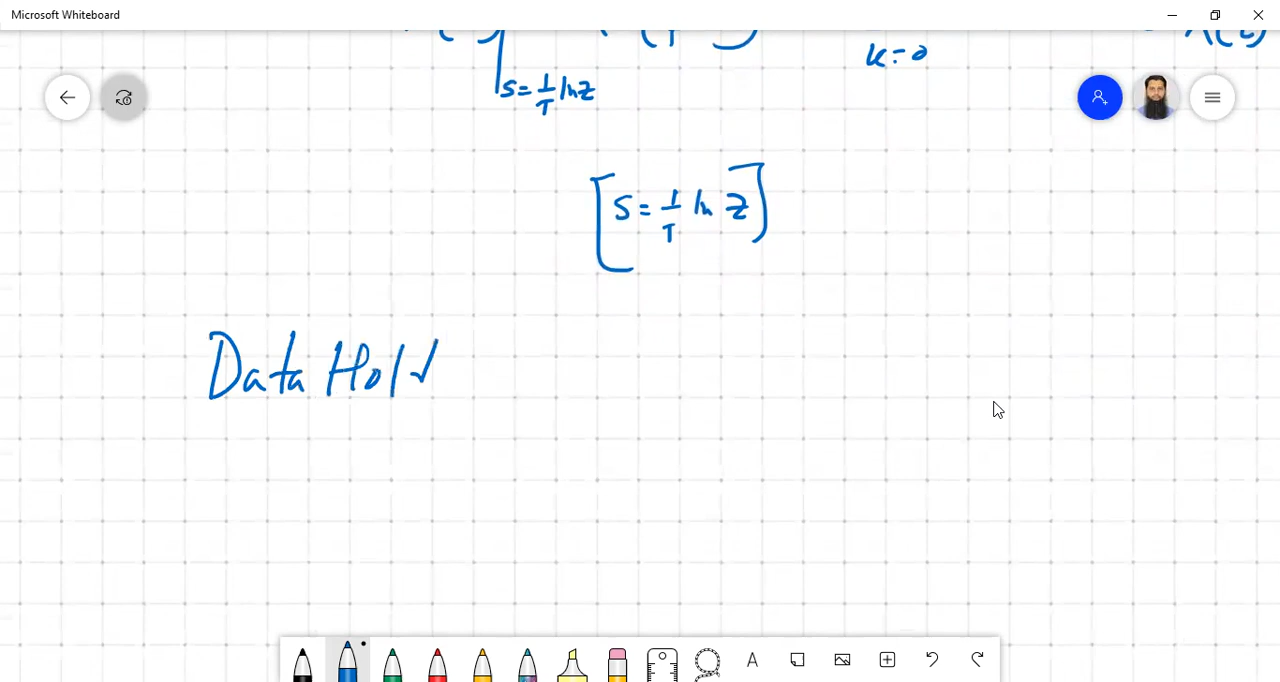 Microsoft Whiteboard
k=0
s=1/T ln z
[s=1/T ln z]
Data Hold
A